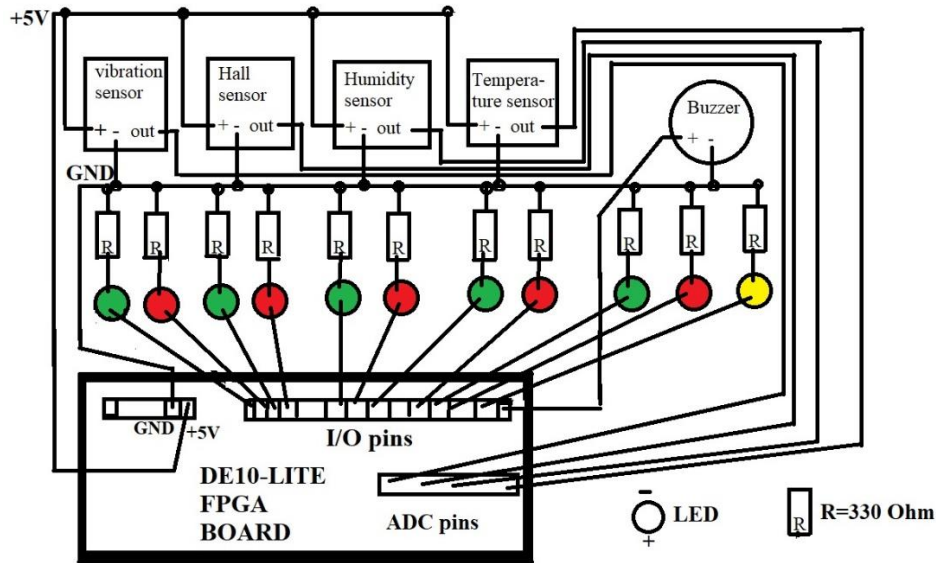 +5V
vibration
sensor
+ - out
Hall
sensor
+ - out
Humidity
sensor
+ - out
Tempera-
ture sensor
+ - out
Buzzer
+ -
GND
R R R R R R R R R R R
GND
+5V
I/O pins
DE10-LITE
FPGA
BOARD
ADC pins
-
LED
+
R
R=330 Ohm